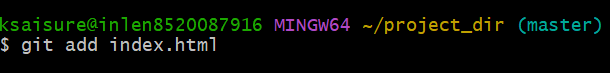 ksaisure@inlen8520087916 MINGW64 ~/project_dir (master)
$ git add index.html